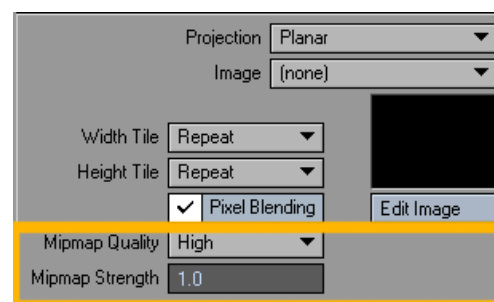 Projection Planar
Image (none)
Width Tile Repeat
Height Tile Repeat
Pixel Blending Edit Image
Mipmap Quality High
Mipmap Strength 1.0